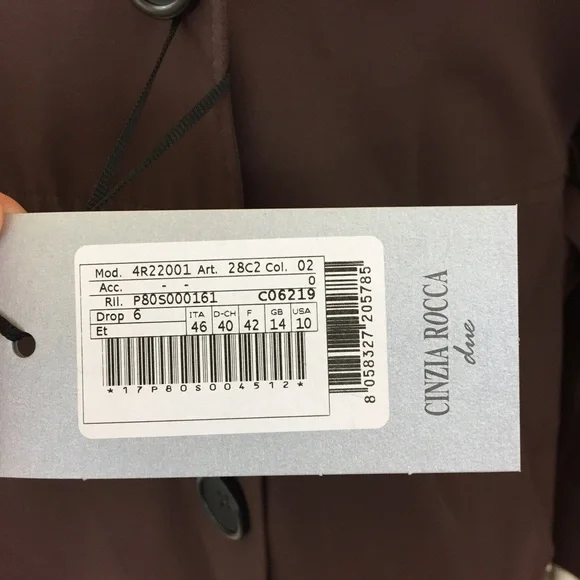 Mod. 4R22001 Art. 28C2 Col. 02
Acc. - - 0
Ril. P80S000161 C06219
Drop 6 ITA D-CH F GB USA
Et 46 40 42 14 10
*17P80S004512*
8 058327 205785
CINZIA ROCCA
due